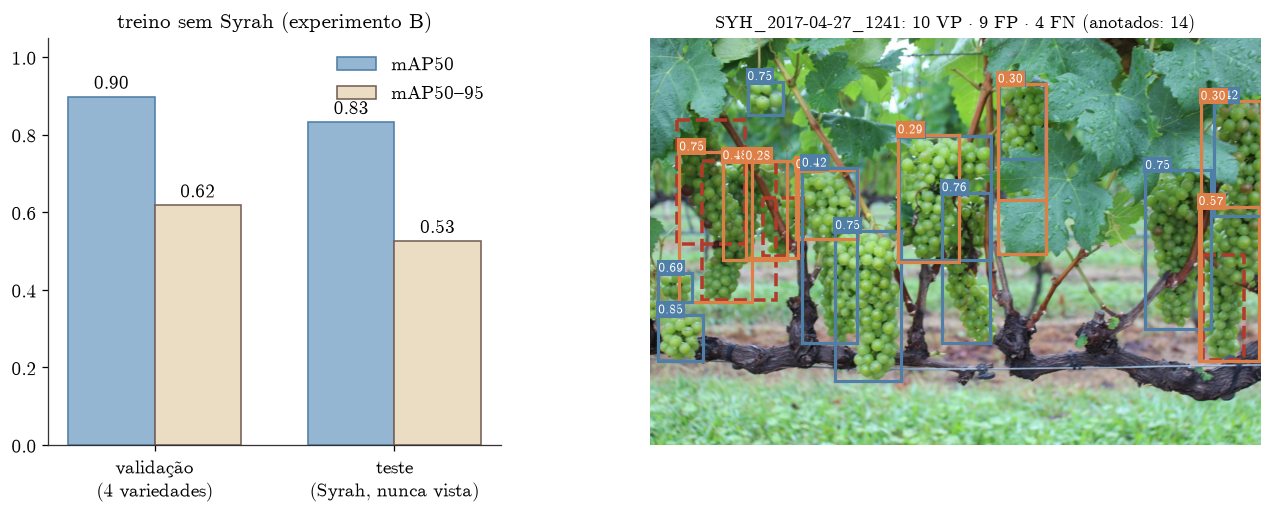 treino sem Syrah (experimento B)
1.0
0.8
0.6
0.4
0.2
0.0
mAP50
mAP50–95
0.90
0.62
0.83
0.53
validação
(4 variedades)
teste
(Syrah, nunca vista)
SYH_2017-04-27_1241: 10 VP · 9 FP · 4 FN (anotados: 14)
0.75
0.30
0.30
0.29
0.75
0.28
0.42
0.75
0.76
0.75
0.57
0.69
0.85